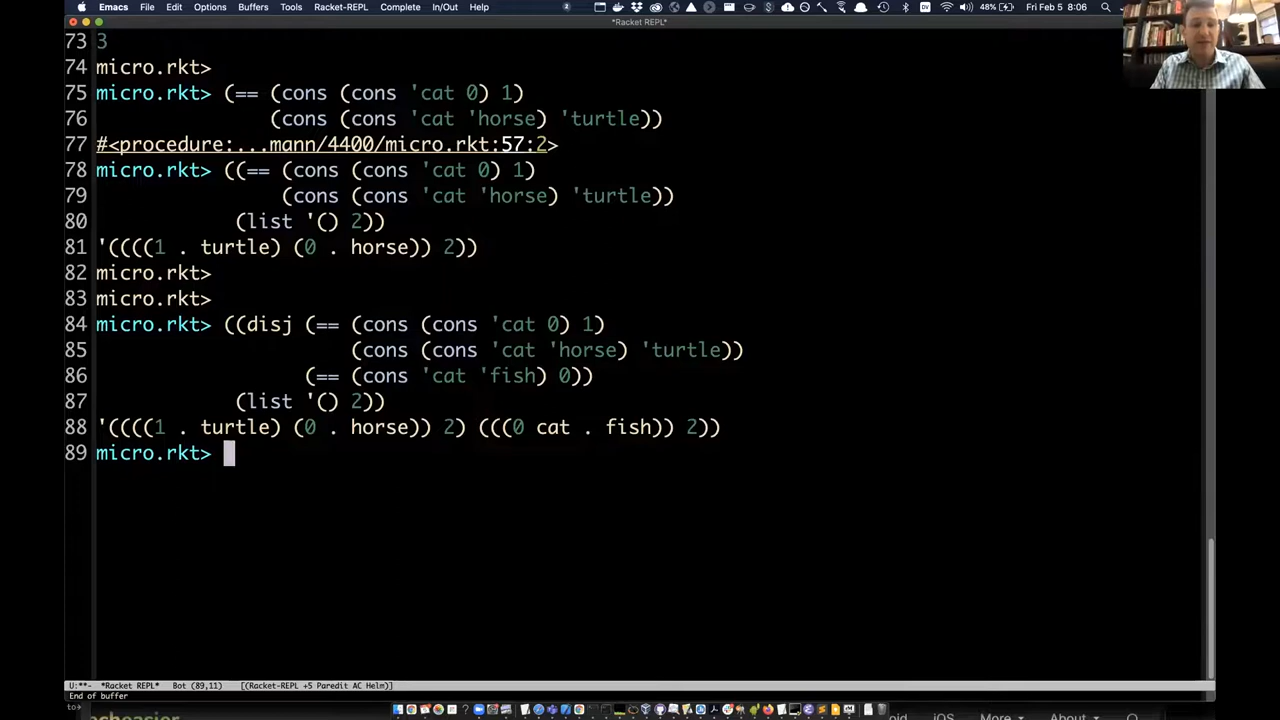 Emacs File Edit Options Buffers Tools Racket-REPL Complete In/Out Help 48% Fri Feb 5 8:06
*Racket REPL*
73 3
74 micro.rkt>
75 micro.rkt> (== (cons (cons 'cat 0) 1)
76 (cons (cons 'cat 'horse) 'turtle))
77 #<procedure:...mann/4400/micro.rkt:57:2>
78 micro.rkt> ((== (cons (cons 'cat 0) 1)
79 (cons (cons 'cat 'horse) 'turtle))
80 (list '() 2))
81 '((((1 . turtle) (0 . horse)) 2))
82 micro.rkt>
83 micro.rkt>
84 micro.rkt> ((disj (== (cons (cons 'cat 0) 1)
85 (cons (cons 'cat 'horse) 'turtle))
86 (== (cons 'cat 'fish) 0))
87 (list '() 2))
88 '((((1 . turtle) (0 . horse)) 2) (((0 cat . fish)) 2))
89 micro.rkt>
U:**- *Racket REPL* Bot (89,11) [(Racket-REPL +5 Paredit AC Helm)]
End of buffer